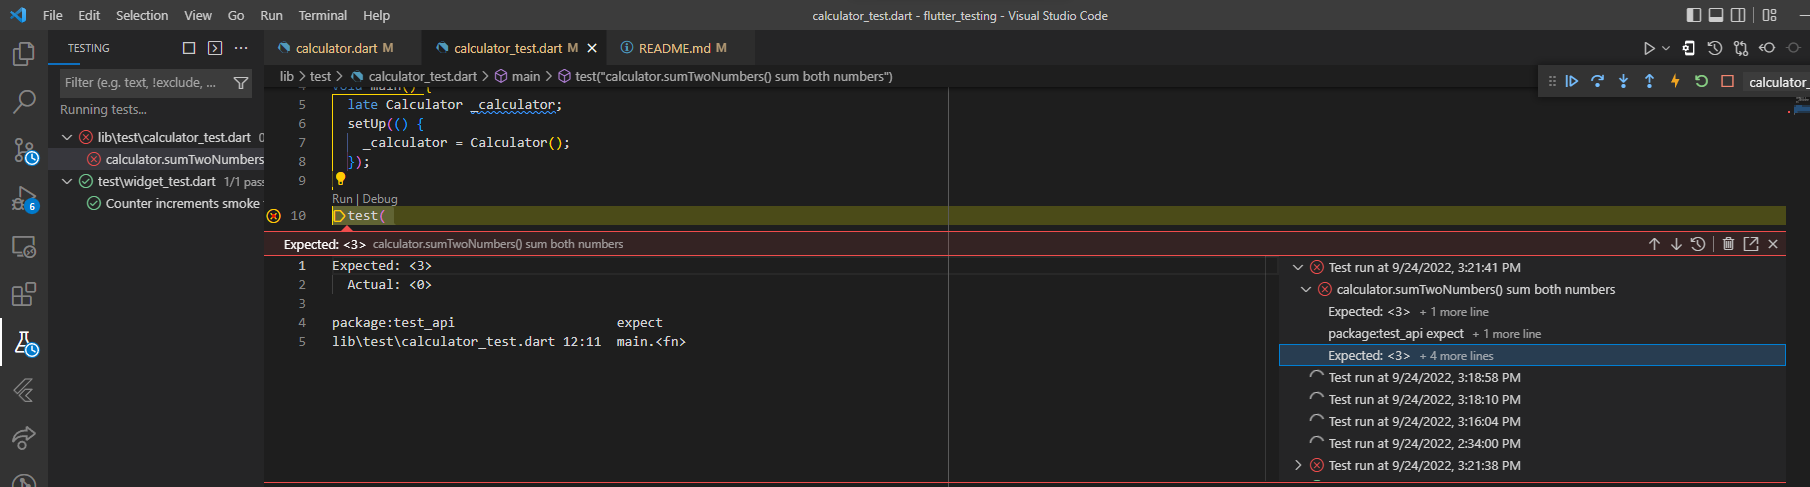 File Edit Selection View Go Run Terminal Help
calculator_test.dart - flutter_testing - Visual Studio Code
TESTING
calculator.dart M
calculator_test.dart M
README.md M
Filter (e.g. text, !exclude, ...
Running tests...
lib\test\calculator_test.dart 0
calculator.sumTwoNumbers
test\widget_test.dart 1/1 pass
Counter increments smoke
6
lib > test > calculator_test.dart > main > test("calculator.sumTwoNumbers() sum both numbers")
calculator_
4 void main() {
5 late Calculator _calculator;
6 setUp(() {
7 _calculator = Calculator();
8 });
9
Run | Debug
10 test(
Expected: <3> calculator.sumTwoNumbers() sum both numbers
1 Expected: <3>
2 Actual: <0>
3
4 package:test_api expect
5 lib\test\calculator_test.dart 12:11 main.<fn>
Test run at 9/24/2022, 3:21:41 PM
calculator.sumTwoNumbers() sum both numbers
Expected: <3> + 1 more line
package:test_api expect + 1 more line
Expected: <3> + 4 more lines
Test run at 9/24/2022, 3:18:58 PM
Test run at 9/24/2022, 3:18:10 PM
Test run at 9/24/2022, 3:16:04 PM
Test run at 9/24/2022, 2:34:00 PM
Test run at 9/24/2022, 3:21:38 PM